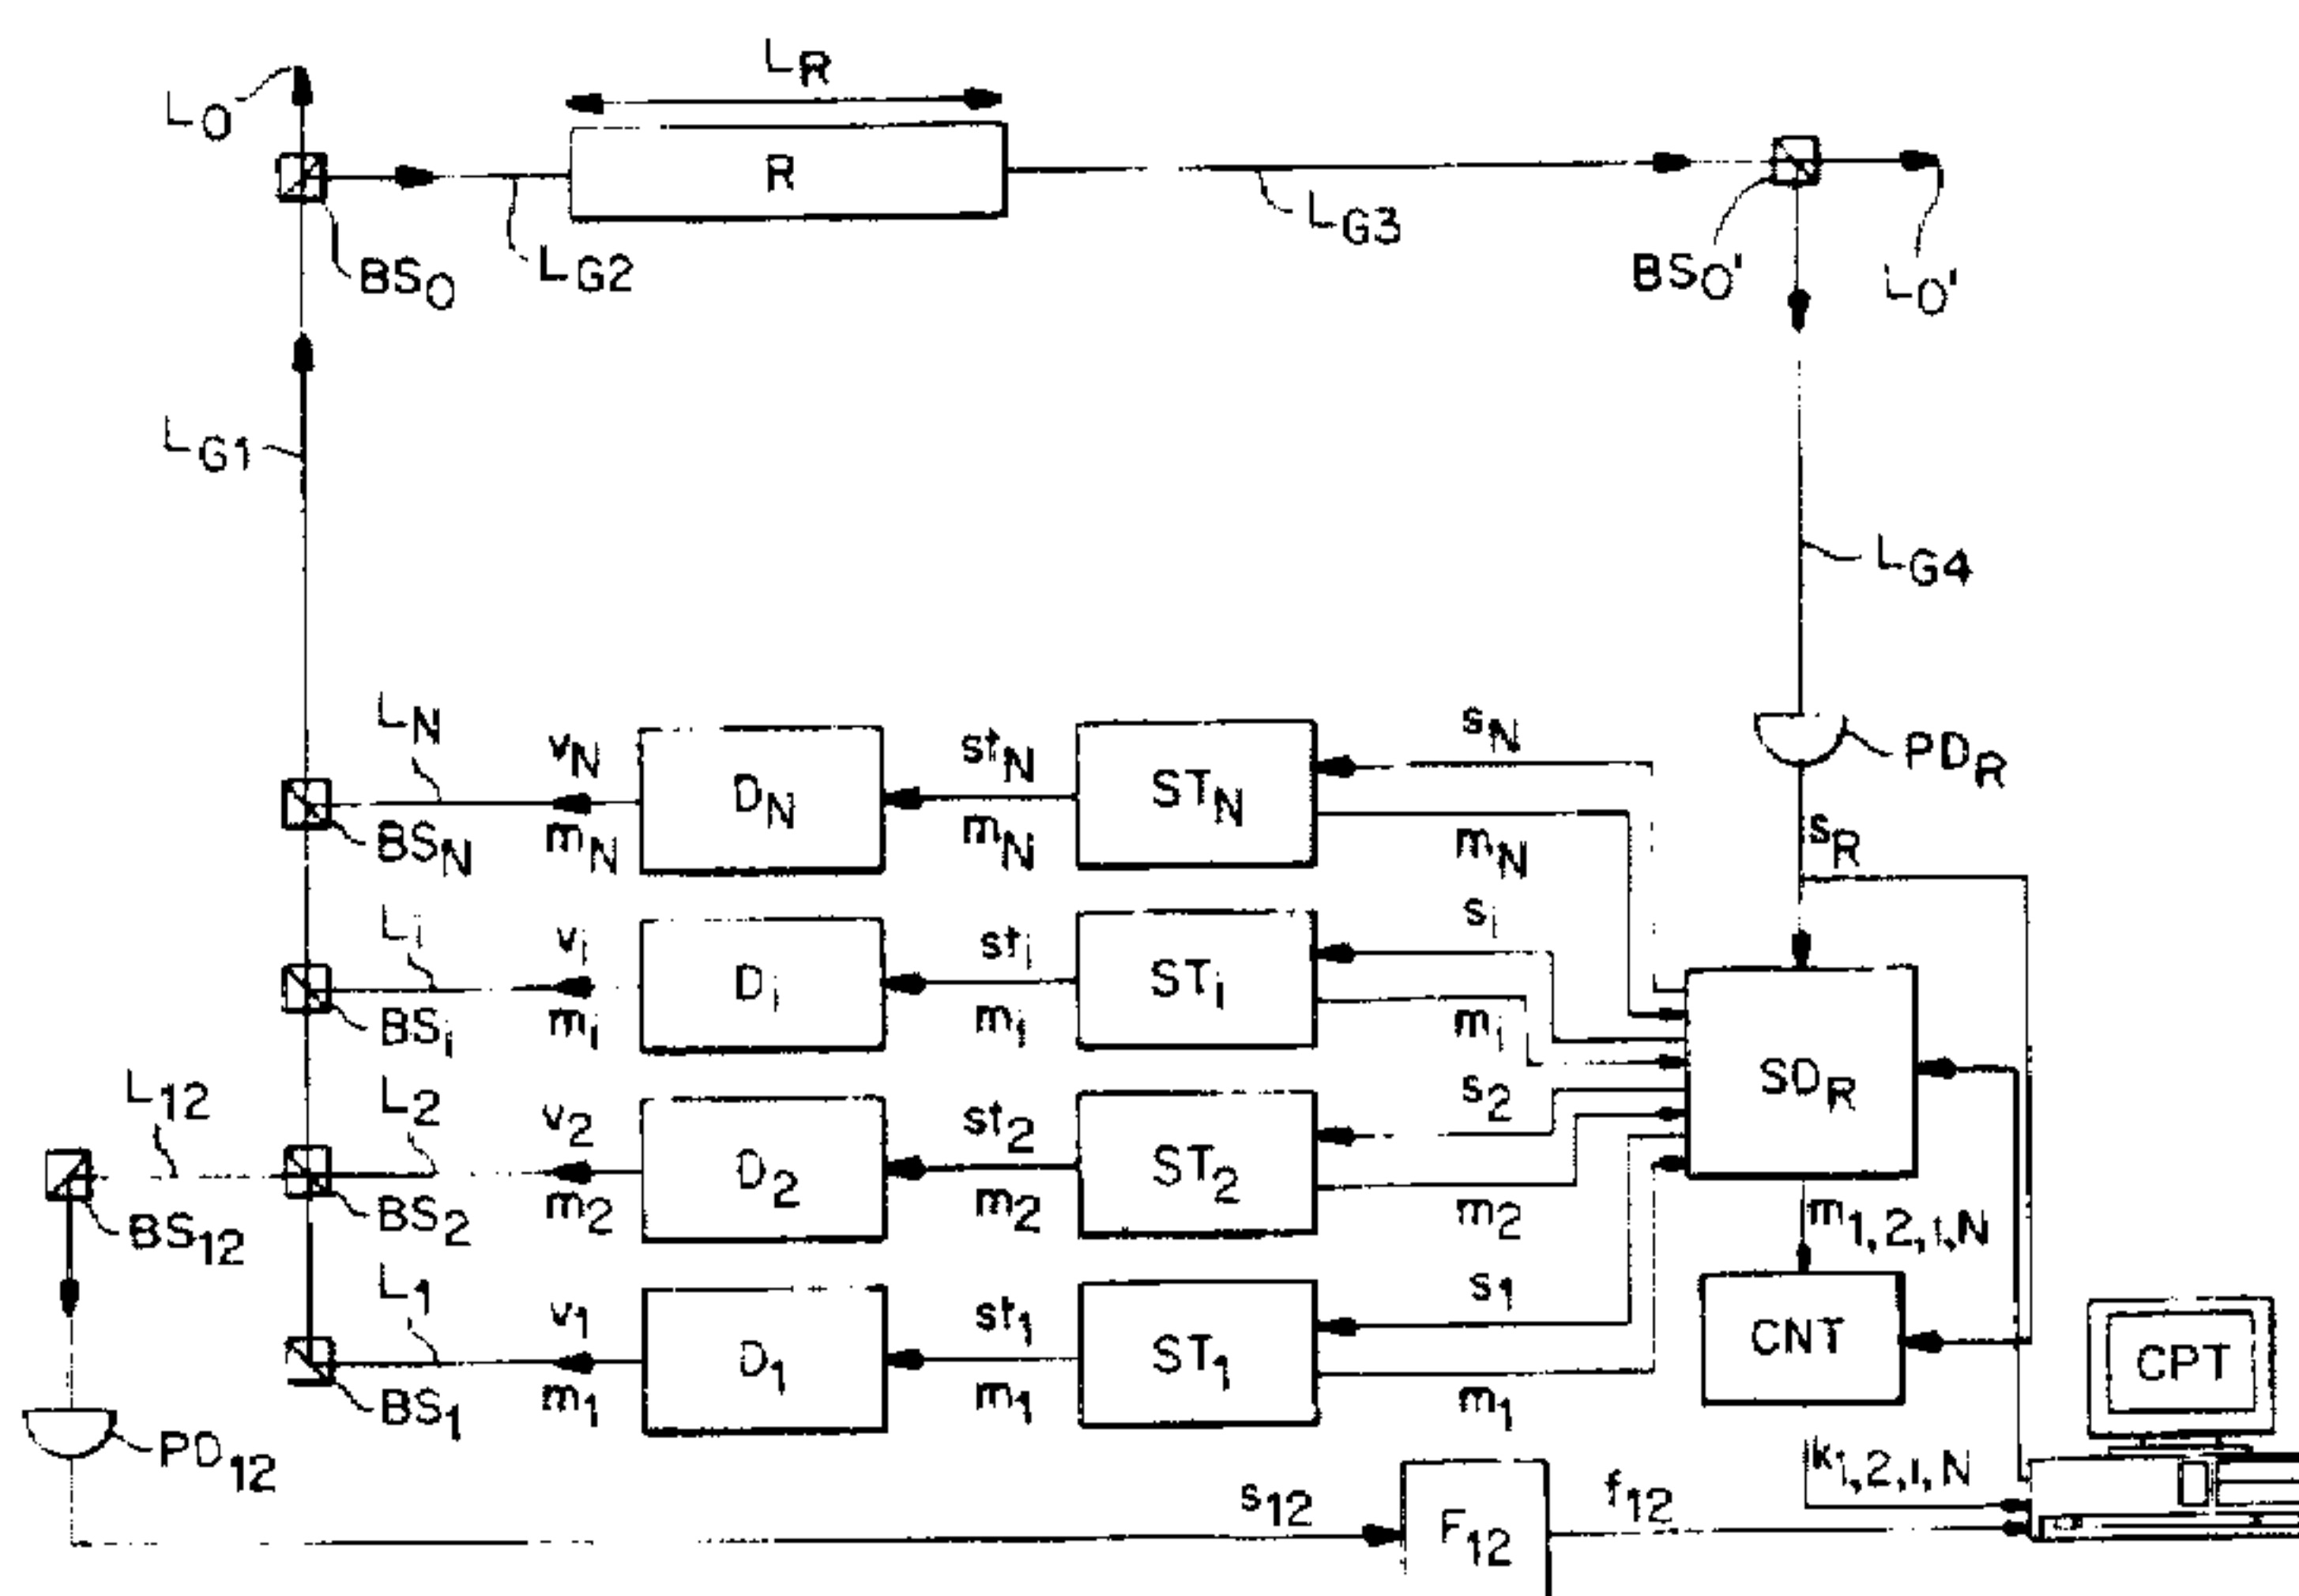 L_R
L_O
R
BS_O
L_G2
L_G3
BS_O'
L_O'
L_G1
L_G4
L_N
v_N
D_N
st_N
ST_N
s_N
PD_R
BS_N
m_N
m_N
m_N
s_R
L_i
v_i
D_i
st_i
ST_i
s_i
BS_i
m_i
m_i
m_i
SD_R
L_12
L_2
v_2
D_2
st_2
ST_2
s_2
BS_12
BS_2
m_2
m_2
m_2
m_1,2,i,N
L_1
v_1
D_1
st_1
ST_1
s_1
CNT
CPT
BS_1
m_1
m_1
m_1
PD_12
k_1,2,i,N
s_12
F_12
f_12